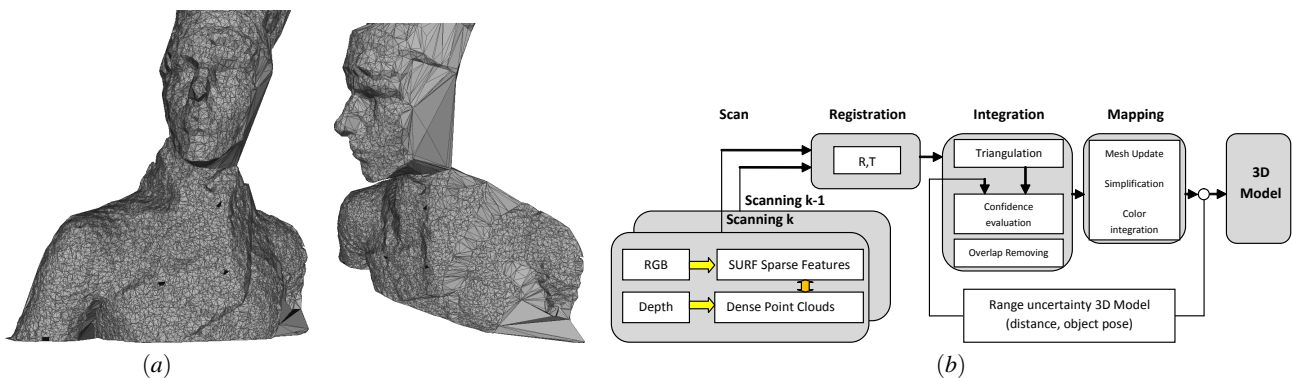 Scan
Registration
Integration
Mapping
R,T
Triangulation
Confidence
evaluation
Overlap Removing
Mesh Update
Simplification
Color
integration
3D
Model
Scanning k-1
Scanning k
RGB
SURF Sparse Features
Depth
Dense Point Clouds
Range uncertainty 3D Model
(distance, object pose)
(a)
(b)